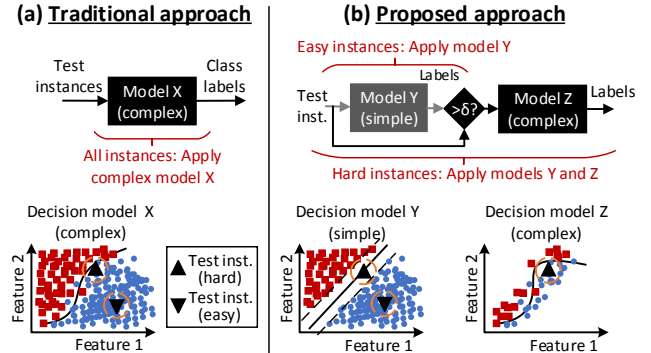 (a) Traditional approach
Test
instances
Model X
(complex)
Class
labels
All instances: Apply
complex model X
Decision model X
(complex)
Feature 2
Feature 1
Test inst.
(hard)
Test inst.
(easy)
(b) Proposed approach
Easy instances: Apply model Y
Labels
Test
inst.
Model Y
(simple)
>δ?
Model Z
(complex)
Labels
Hard instances: Apply models Y and Z
Decision model Y
(simple)
Feature 2
Feature 1
Decision model Z
(complex)
Feature 2
Feature 1